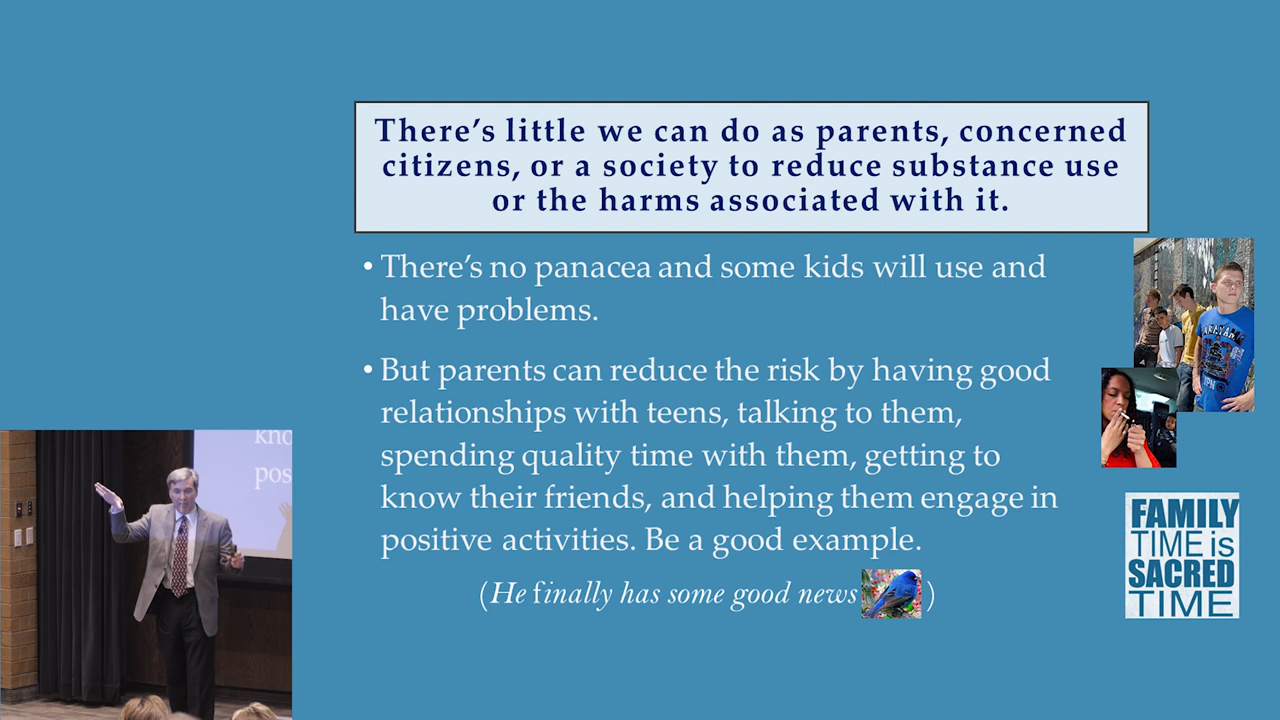 There's little we can do as parents, concerned
citizens, or a society to reduce substance use
or the harms associated with it.
• There's no panacea and some kids will use and
have problems.
• But parents can reduce the risk by having good
relationships with teens, talking to them,
spending quality time with them, getting to
know their friends, and helping them engage in
positive activities. Be a good example.
(He finally has some good news )
FAMILY
TIME is
SACRED
TIME
kno
pos